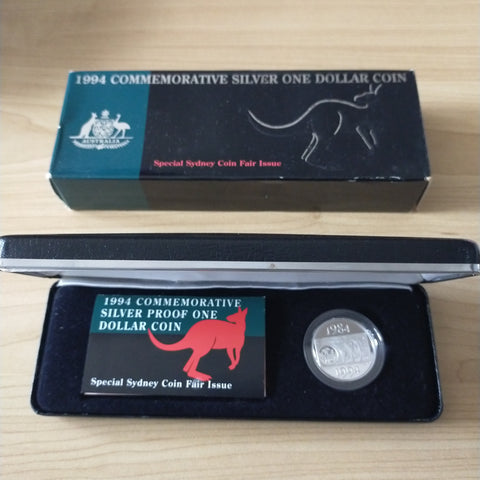 1994 COMMEMORATIVE SILVER ONE DOLLAR COIN
AUSTRALIA
Special Sydney Coin Fair Issue
1994 COMMEMORATIVE
SILVER PROOF ONE
DOLLAR COIN
Special Sydney Coin Fair Issue
1984